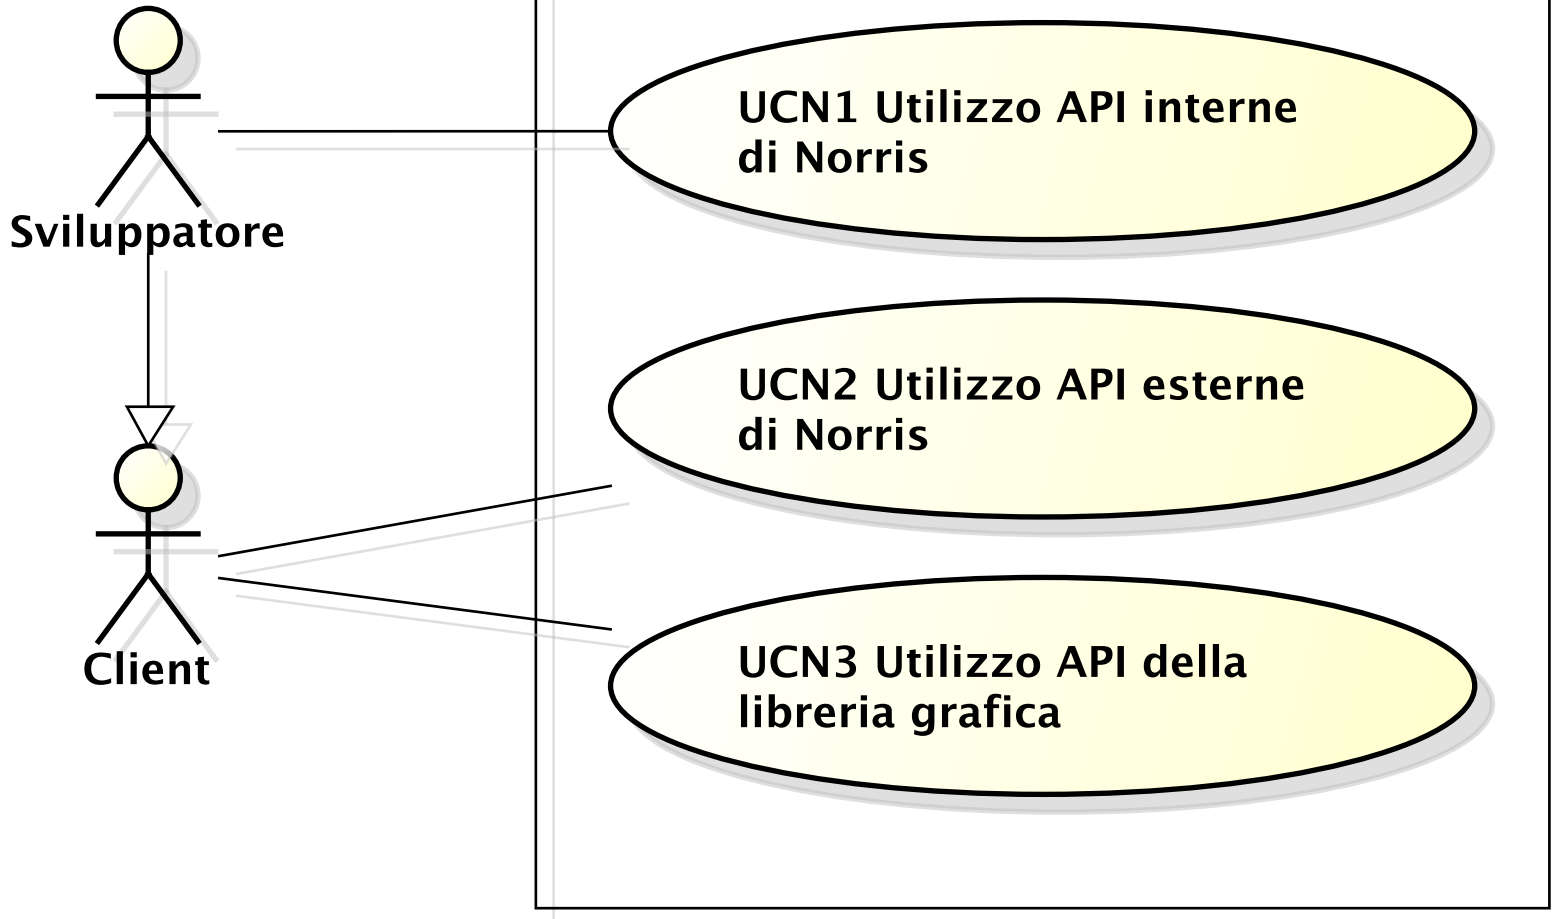 UCN1 Utilizzo API interne
di Norris
Sviluppatore
UCN2 Utilizzo API esterne
di Norris
Client
UCN3 Utilizzo API della
libreria grafica